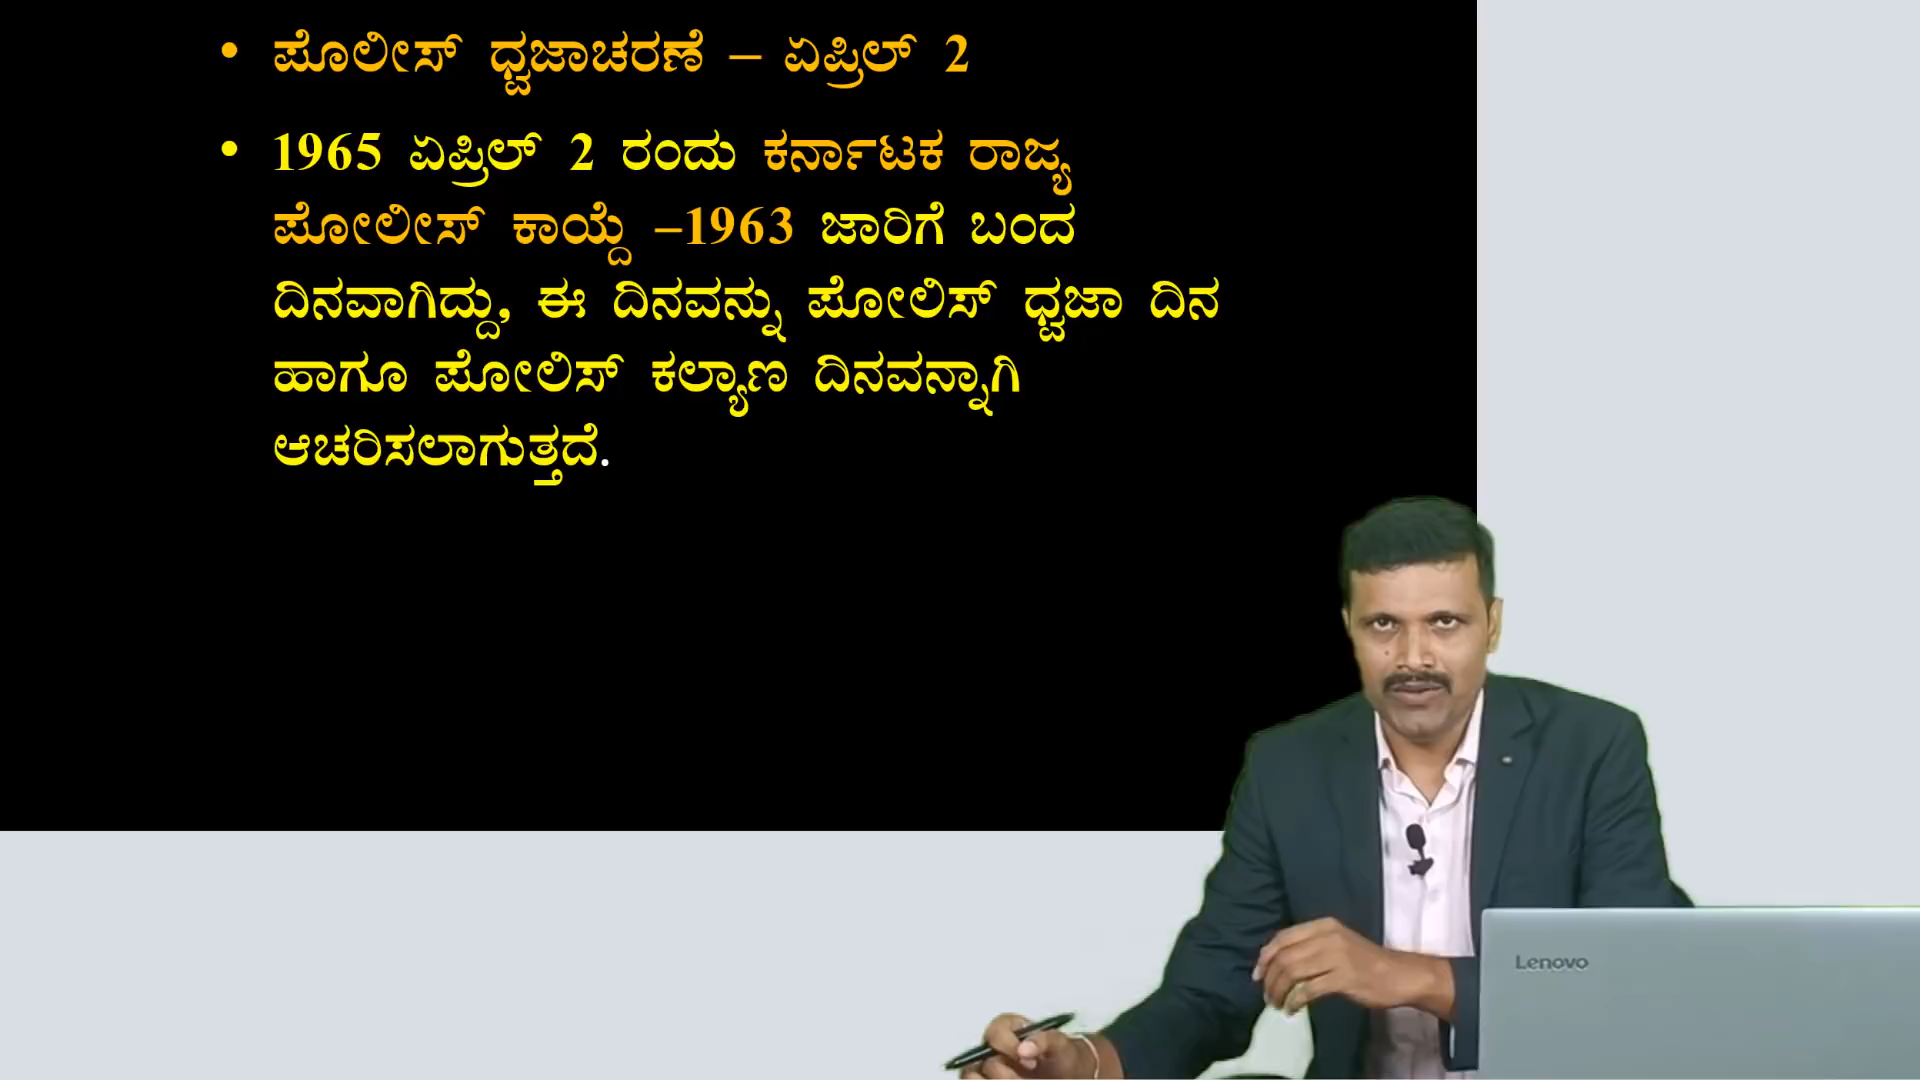 • ಪೊಲೀಸ್ ಧ್ವಜಾಚರಣೆ – ಏಪ್ರಿಲ್ 2
• 1965 ಏಪ್ರಿಲ್ 2 ರಂದು ಕರ್ನಾಟಕ ರಾಜ್ಯ
ಪೋಲೀಸ್ ಕಾಯ್ದೆ –1963 ಜಾರಿಗೆ ಬಂದ
ದಿನವಾಗಿದ್ದು, ಈ ದಿನವನ್ನು ಪೋಲಿಸ್ ಧ್ವಜಾ ದಿನ
ಹಾಗೂ ಪೋಲಿಸ್ ಕಲ್ಯಾಣ ದಿನವನ್ನಾಗಿ
ಆಚರಿಸಲಾಗುತ್ತದೆ.
Lenovo